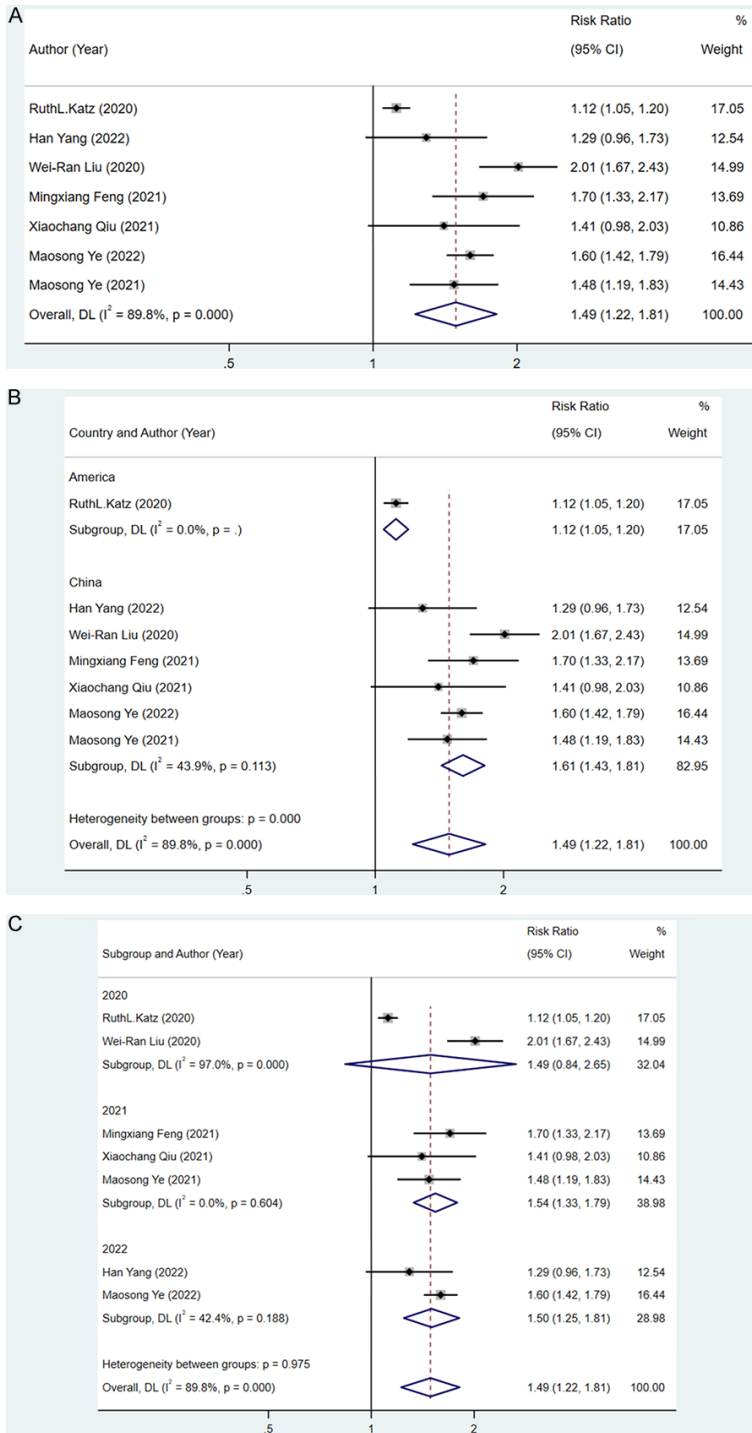 A
Risk Ratio %
Author (Year) (95% CI) Weight
RuthL.Katz (2020) 1.12 (1.05, 1.20) 17.05
Han Yang (2022) 1.29 (0.96, 1.73) 12.54
Wei-Ran Liu (2020) 2.01 (1.67, 2.43) 14.99
Mingxiang Feng (2021) 1.70 (1.33, 2.17) 13.69
Xiaochang Qiu (2021) 1.41 (0.98, 2.03) 10.86
Maosong Ye (2022) 1.60 (1.42, 1.79) 16.44
Maosong Ye (2021) 1.48 (1.19, 1.83) 14.43
Overall, DL (I² = 89.8%, p = 0.000) 1.49 (1.22, 1.81) 100.00
.5 1 2
B
Risk Ratio %
Country and Author (Year) (95% CI) Weight
America
RuthL.Katz (2020) 1.12 (1.05, 1.20) 17.05
Subgroup, DL (I² = 0.0%, p = .) 1.12 (1.05, 1.20) 17.05
China
Han Yang (2022) 1.29 (0.96, 1.73) 12.54
Wei-Ran Liu (2020) 2.01 (1.67, 2.43) 14.99
Mingxiang Feng (2021) 1.70 (1.33, 2.17) 13.69
Xiaochang Qiu (2021) 1.41 (0.98, 2.03) 10.86
Maosong Ye (2022) 1.60 (1.42, 1.79) 16.44
Maosong Ye (2021) 1.48 (1.19, 1.83) 14.43
Subgroup, DL (I² = 43.9%, p = 0.113) 1.61 (1.43, 1.81) 82.95
Heterogeneity between groups: p = 0.000
Overall, DL (I² = 89.8%, p = 0.000) 1.49 (1.22, 1.81) 100.00
.5 1 2
C
Risk Ratio %
Subgroup and Author (Year) (95% CI) Weight
2020
RuthL.Katz (2020) 1.12 (1.05, 1.20) 17.05
Wei-Ran Liu (2020) 2.01 (1.67, 2.43) 14.99
Subgroup, DL (I² = 97.0%, p = 0.000) 1.49 (0.84, 2.65) 32.04
2021
Mingxiang Feng (2021) 1.70 (1.33, 2.17) 13.69
Xiaochang Qiu (2021) 1.41 (0.98, 2.03) 10.86
Maosong Ye (2021) 1.48 (1.19, 1.83) 14.43
Subgroup, DL (I² = 0.0%, p = 0.604) 1.54 (1.33, 1.79) 38.98
2022
Han Yang (2022) 1.29 (0.96, 1.73) 12.54
Maosong Ye (2022) 1.60 (1.42, 1.79) 16.44
Subgroup, DL (I² = 42.4%, p = 0.188) 1.50 (1.25, 1.81) 28.98
Heterogeneity between groups: p = 0.975
Overall, DL (I² = 89.8%, p = 0.000) 1.49 (1.22, 1.81) 100.00
.5 1 2